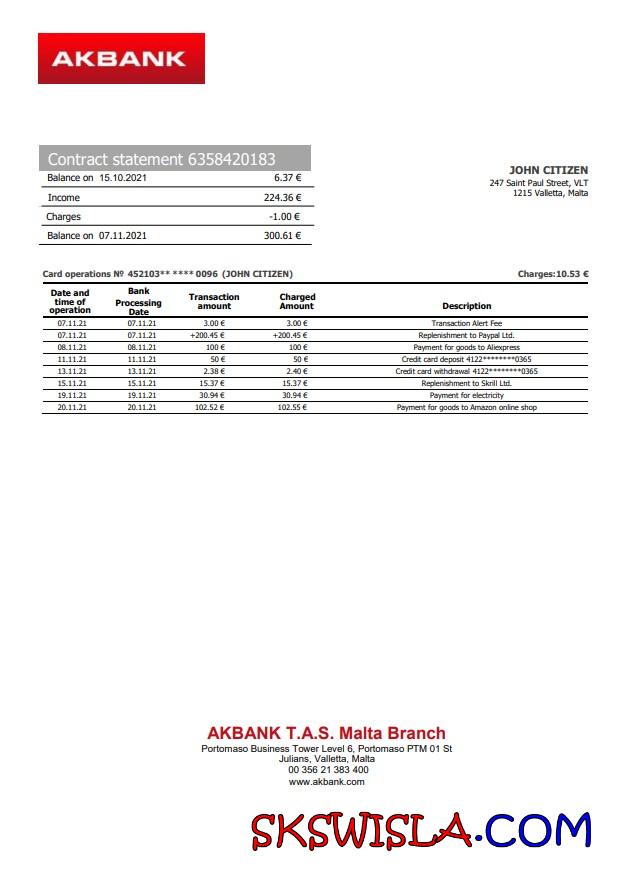 AKBANK
Contract statement 6358420183
Balance on 15.10.2021 6.37 €
Income 224.36 €
Charges -1.00 €
Balance on 07.11.2021 300.61 €
JOHN CITIZEN
247 Saint Paul Street, VLT
1215 Valletta, Malta
Card operations № 452103** **** 0096 (JOHN CITIZEN) Charges:10.53 €
Date and time of operation Bank Processing Date Transaction amount Charged Amount Description
07.11.21 07.11.21 3.00 € 3.00 € Transaction Alert Fee
07.11.21 07.11.21 +200.45 € +200.45 € Replenishment to Paypal Ltd.
08.11.21 08.11.21 100 € 100 € Payment for goods to Aliexpress
11.11.21 11.11.21 50 € 50 € Credit card deposit 4122********0365
13.11.21 13.11.21 2.38 € 2.40 € Credit card withdrawal 4122********0365
15.11.21 15.11.21 15.37 € 15.37 € Replenishment to Skrill Ltd.
19.11.21 19.11.21 30.94 € 30.94 € Payment for electricity
20.11.21 20.11.21 102.52 € 102.55 € Payment for goods to Amazon online shop
AKBANK T.A.S. Malta Branch
Portomaso Business Tower Level 6, Portomaso PTM 01 St
Julians, Valletta, Malta
00 356 21 383 400
www.akbank.com
SKSWISLA.COM